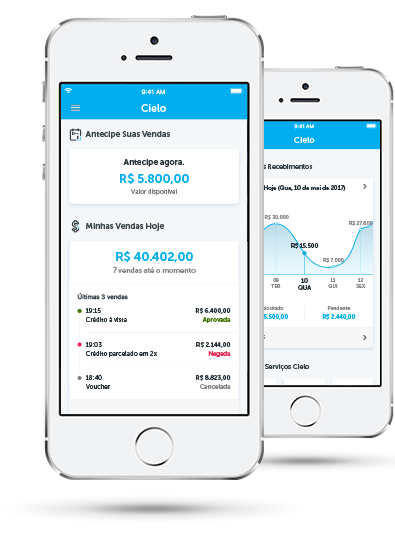 9:41 AM
Cielo
Antecipe Suas Vendas
Antecipe agora.
R$ 5.800,00
Valor disponível
Minhas Vendas Hoje
R$ 40.402,00
7 vendas até o momento
Últimas 3 vendas
19:15 R$ 6.400,00
Crédito à vista Aprovada
19:03 R$ 2.144,00
Crédito parcelado em 2x Negada
18:40 R$ 8.823,00
Voucher Cancelada
9:41 AM
Cielo
s Recebimentos
Hoje (Qua, 10 de mai de 2017)
R$ 30.000
R$ 27.800
R$ 15.500
R$ 7.000
09 10 11 12
TER QUA QUI SEX
ositado Pendente
5.500,00 R$ 2.440,00
Serviços Cielo